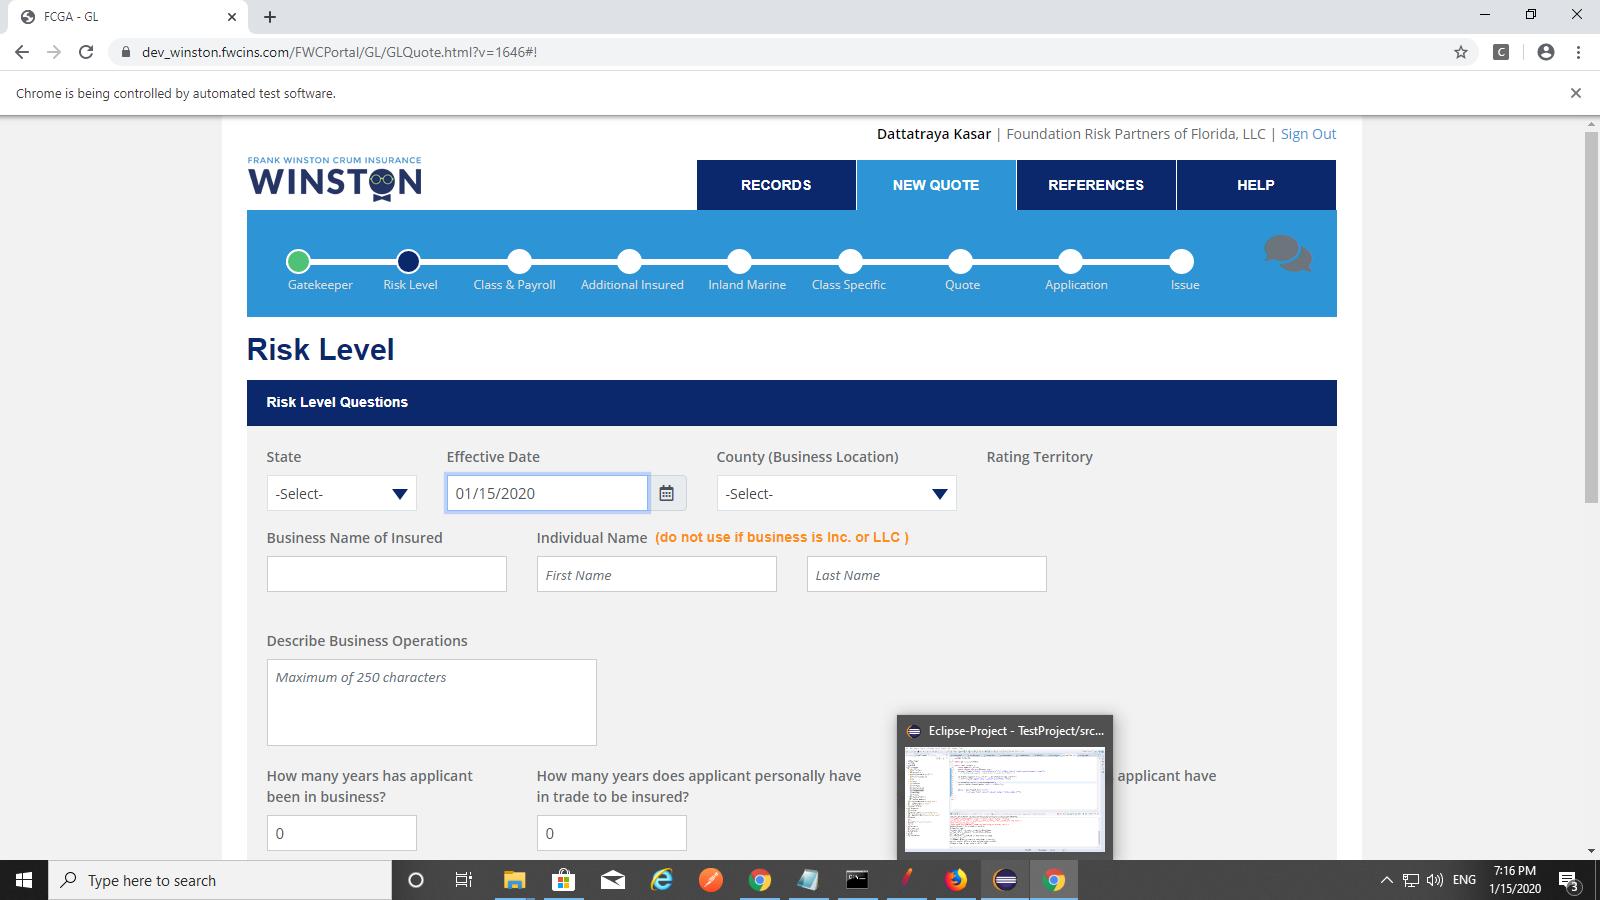 FCGA - GL
dev_winston.fwcins.com/FWCPortal/GL/GLQuote.html?v=1646#!
C
Chrome is being controlled by automated test software.
Dattatraya Kasar | Foundation Risk Partners of Florida, LLC | Sign Out
FRANK WINSTON CRUM INSURANCE
WINSTON
RECORDS NEW QUOTE REFERENCES HELP
Gatekeeper Risk Level Class & Payroll Additional Insured Inland Marine Class Specific Quote Application Issue
Risk Level
Risk Level Questions
State Effective Date County (Business Location) Rating Territory
-Select- 01/15/2020 -Select-
Business Name of Insured Individual Name (do not use if business is Inc. or LLC )
First Name Last Name
Describe Business Operations
Maximum of 250 characters
Eclipse-Project - TestProject/src...
How many years has applicant How many years does applicant personally have applicant have
been in business? in trade to be insured?
0 0
Type here to search
ENG
7:16 PM
1/15/2020
3